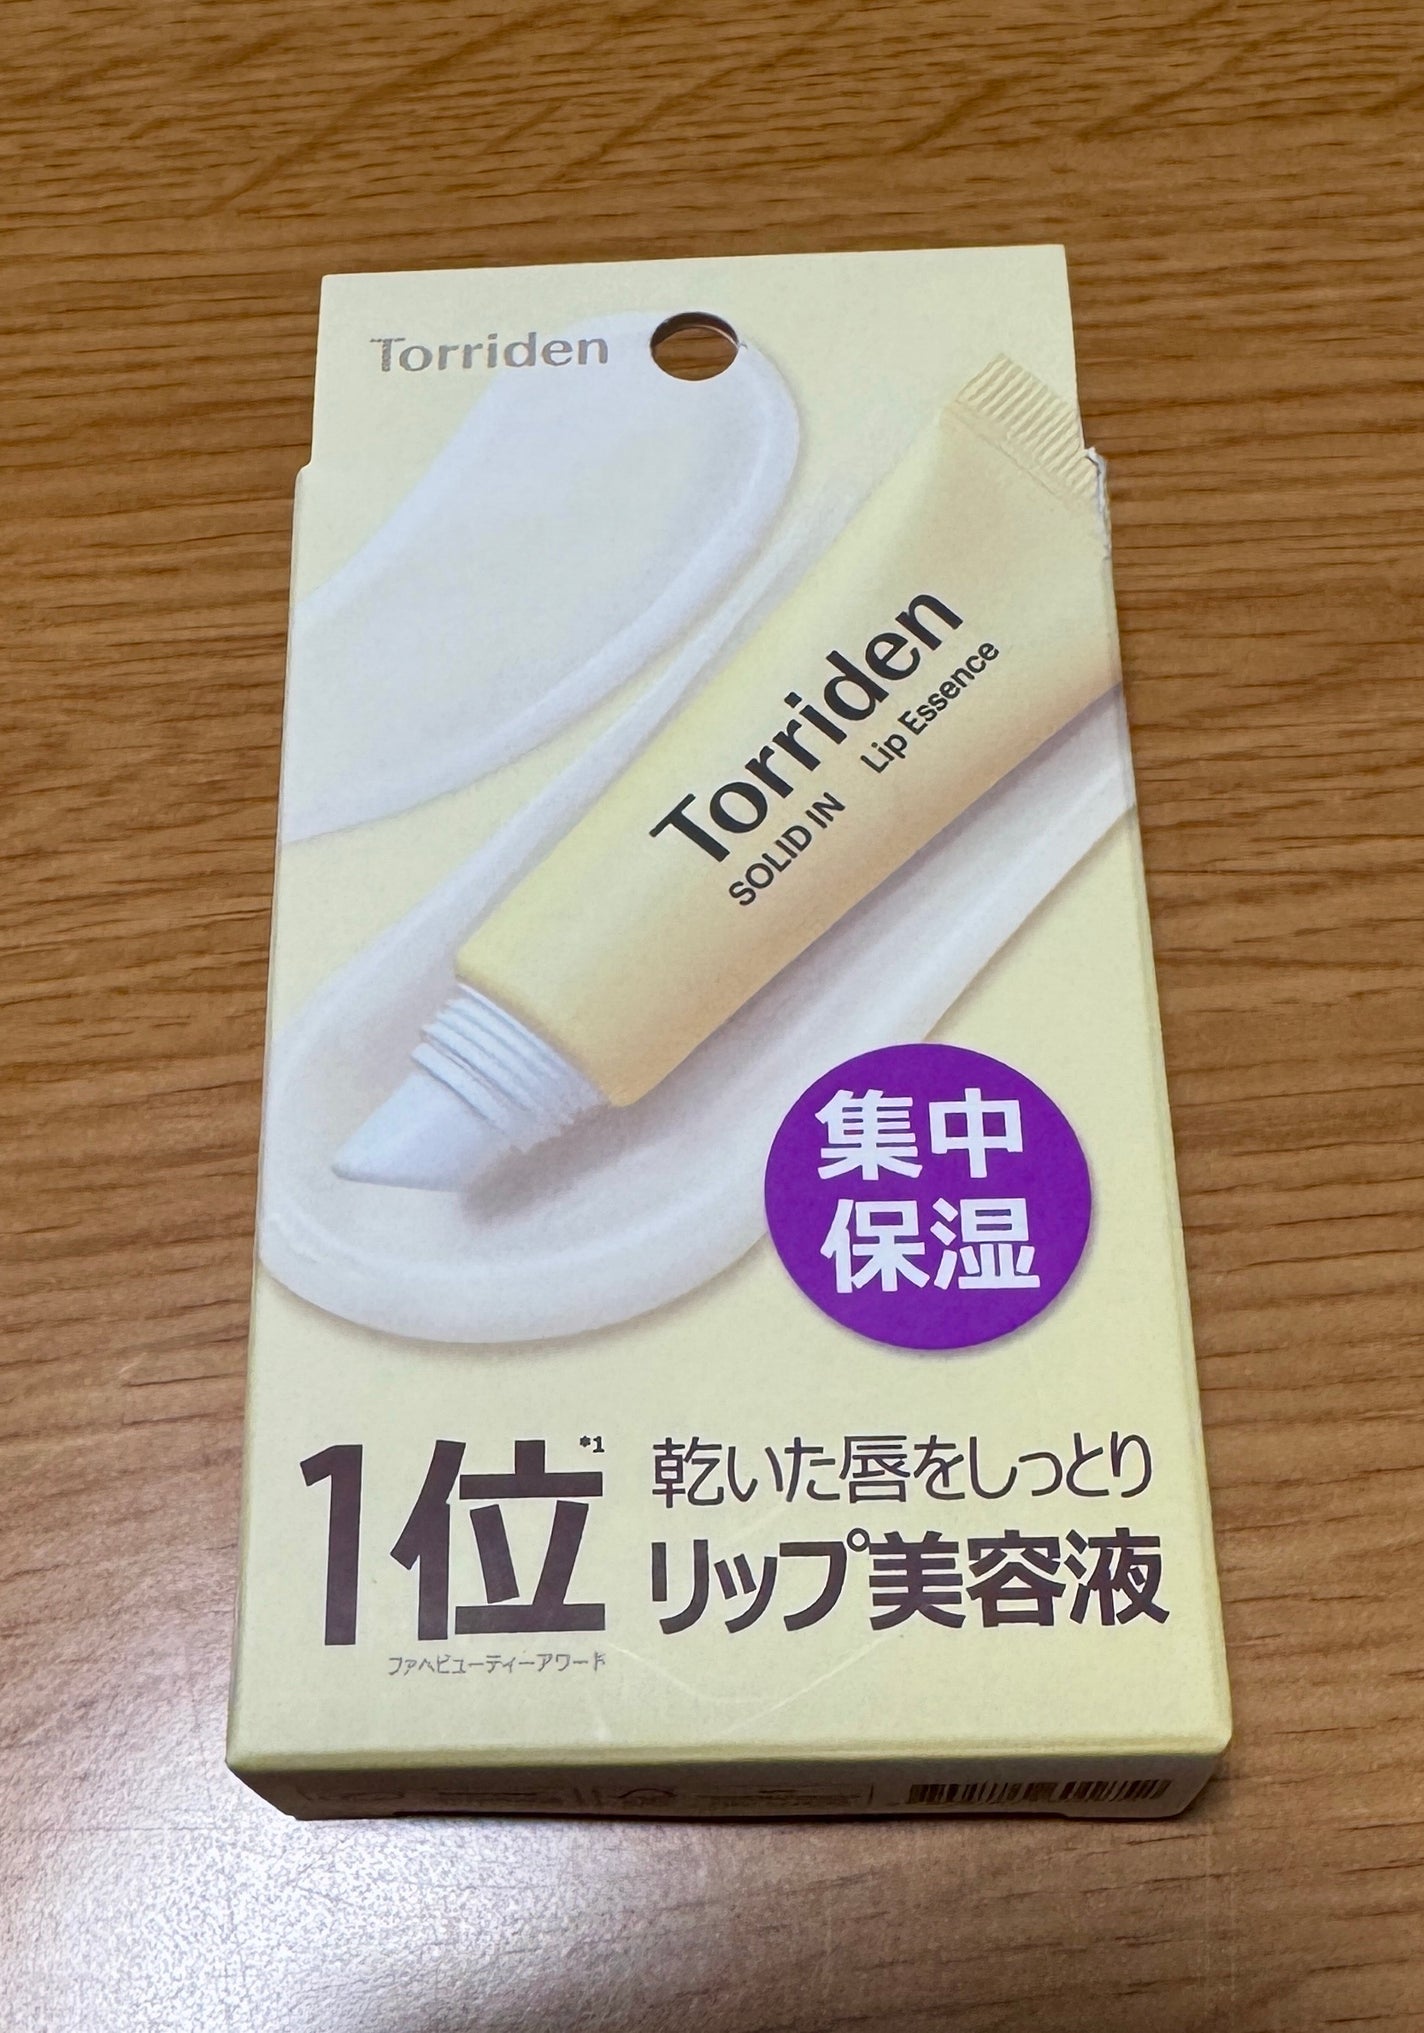 Torriden
Torriden
SOLID IN Lip Essence
集中
保湿
1位*1
ファヘビューティーアワード
乾いた唇をしっとり
リップ美容液